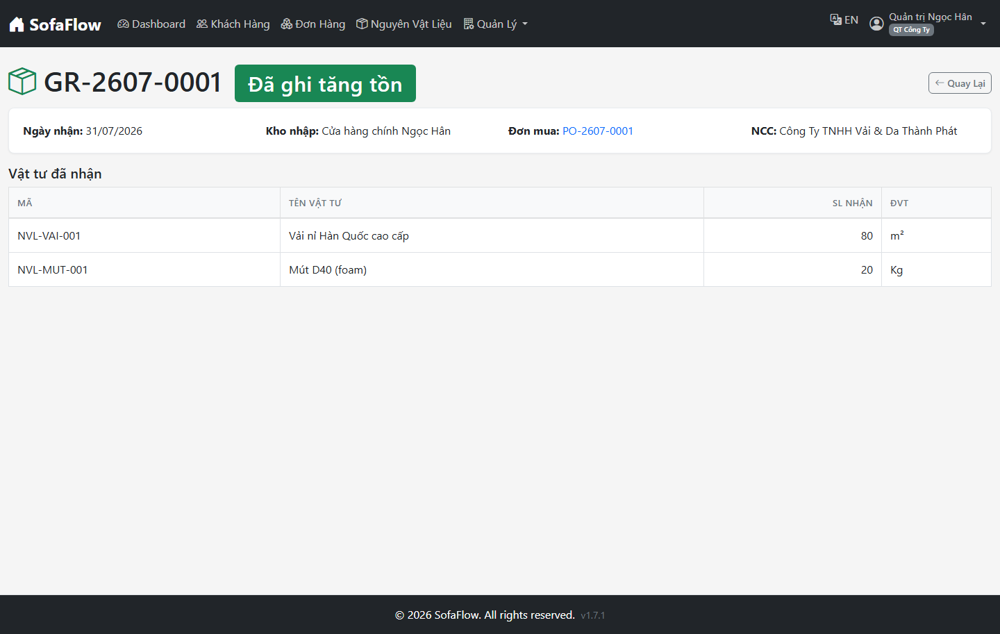 SofaFlow Dashboard Khách Hàng Đơn Hàng Nguyên Vật Liệu Quản Lý EN Quản trị Ngọc Hân
QT Công Ty
GR-2607-0001 Đã ghi tăng tồn Quay Lại
Ngày nhận: 31/07/2026 Kho nhập: Cửa hàng chính Ngọc Hân Đơn mua: PO-2607-0001 NCC: Công Ty TNHH Vải & Da Thành Phát
Vật tư đã nhận
MÃ TÊN VẬT TƯ SL NHẬN ĐVT
NVL-VAI-001 Vải nỉ Hàn Quốc cao cấp 80 m²
NVL-MUT-001 Mút D40 (foam) 20 Kg
© 2026 SofaFlow. All rights reserved. v1.7.1